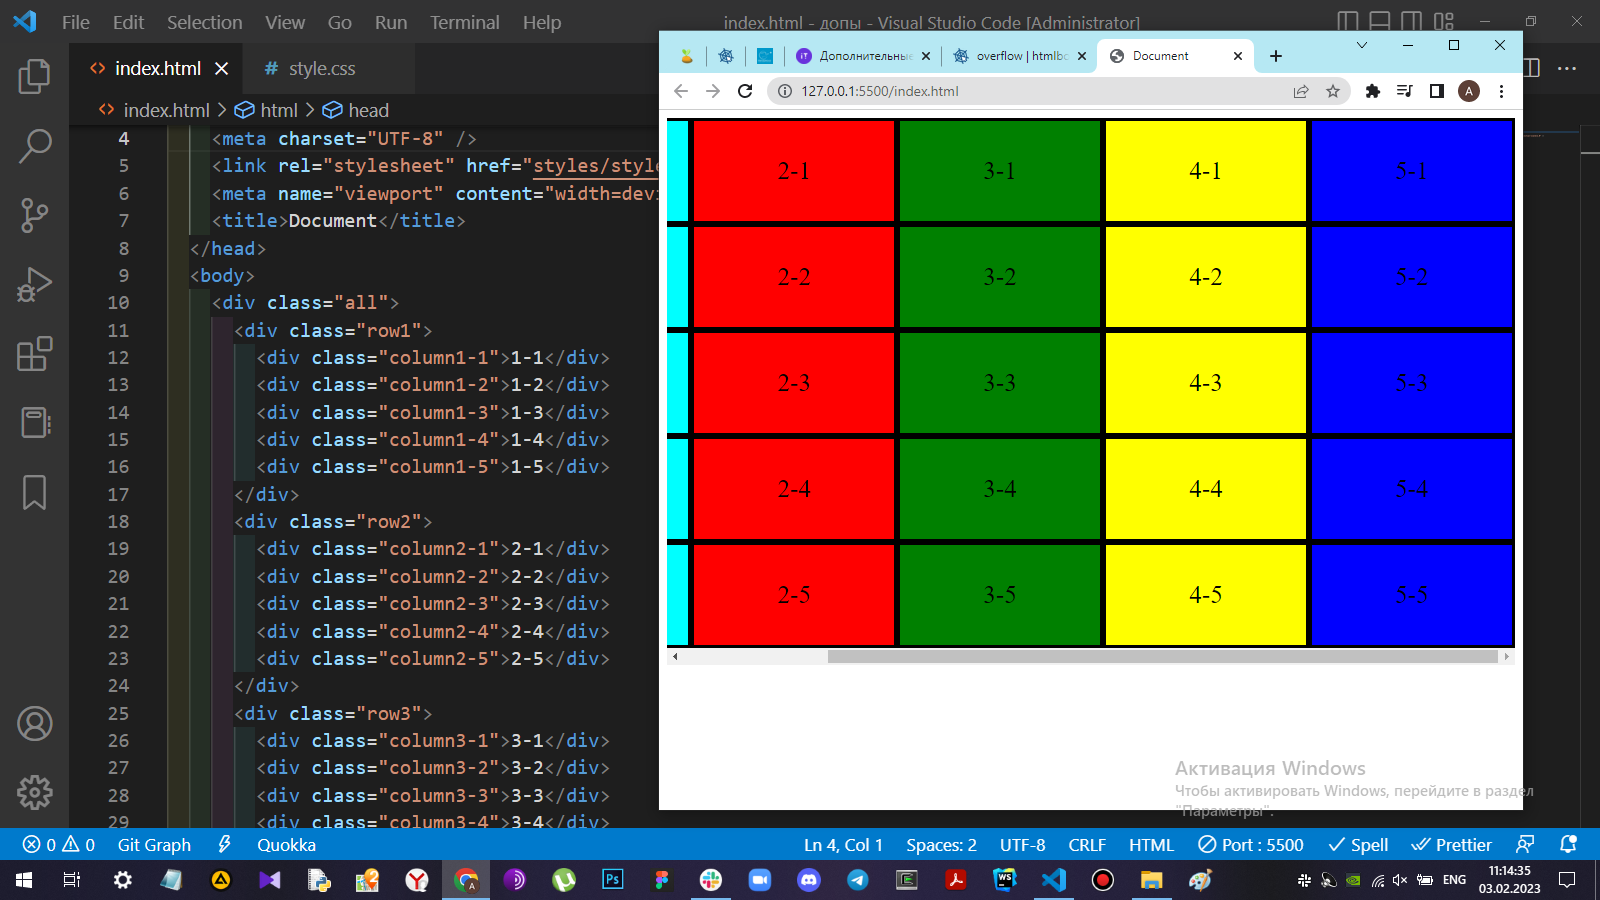 File Edit Selection View Go Run Terminal Help
index.html - допы - Visual Studio Code [Administrator]
index.html
style.css
index.html > html > head
4 <meta charset="UTF-8" />
5 <link rel="stylesheet" href="styles/style
6 <meta name="viewport" content="width=devi
7 <title>Document</title>
8 </head>
9 <body>
10 <div class="all">
11 <div class="row1">
12 <div class="column1-1">1-1</div>
13 <div class="column1-2">1-2</div>
14 <div class="column1-3">1-3</div>
15 <div class="column1-4">1-4</div>
16 <div class="column1-5">1-5</div>
17 </div>
18 <div class="row2">
19 <div class="column2-1">2-1</div>
20 <div class="column2-2">2-2</div>
21 <div class="column2-3">2-3</div>
22 <div class="column2-4">2-4</div>
23 <div class="column2-5">2-5</div>
24 </div>
25 <div class="row3">
26 <div class="column3-1">3-1</div>
27 <div class="column3-2">3-2</div>
28 <div class="column3-3">3-3</div>
29 <div class="column3-4">3-4</div>
Дополнительные
overflow | htmlbo
Document
127.0.0.1:5500/index.html
A
2-1 3-1 4-1 5-1
2-2 3-2 4-2 5-2
2-3 3-3 4-3 5-3
2-4 3-4 4-4 5-4
2-5 3-5 4-5 5-5
Активация Windows
Чтобы активировать Windows, перейдите в раздел
"Параметры".
0 0 Git Graph Quokka
Ln 4, Col 1 Spaces: 2 UTF-8 CRLF HTML Port : 5500 Spell Prettier
Ps
WS
ENG
11:14:35
03.02.2023